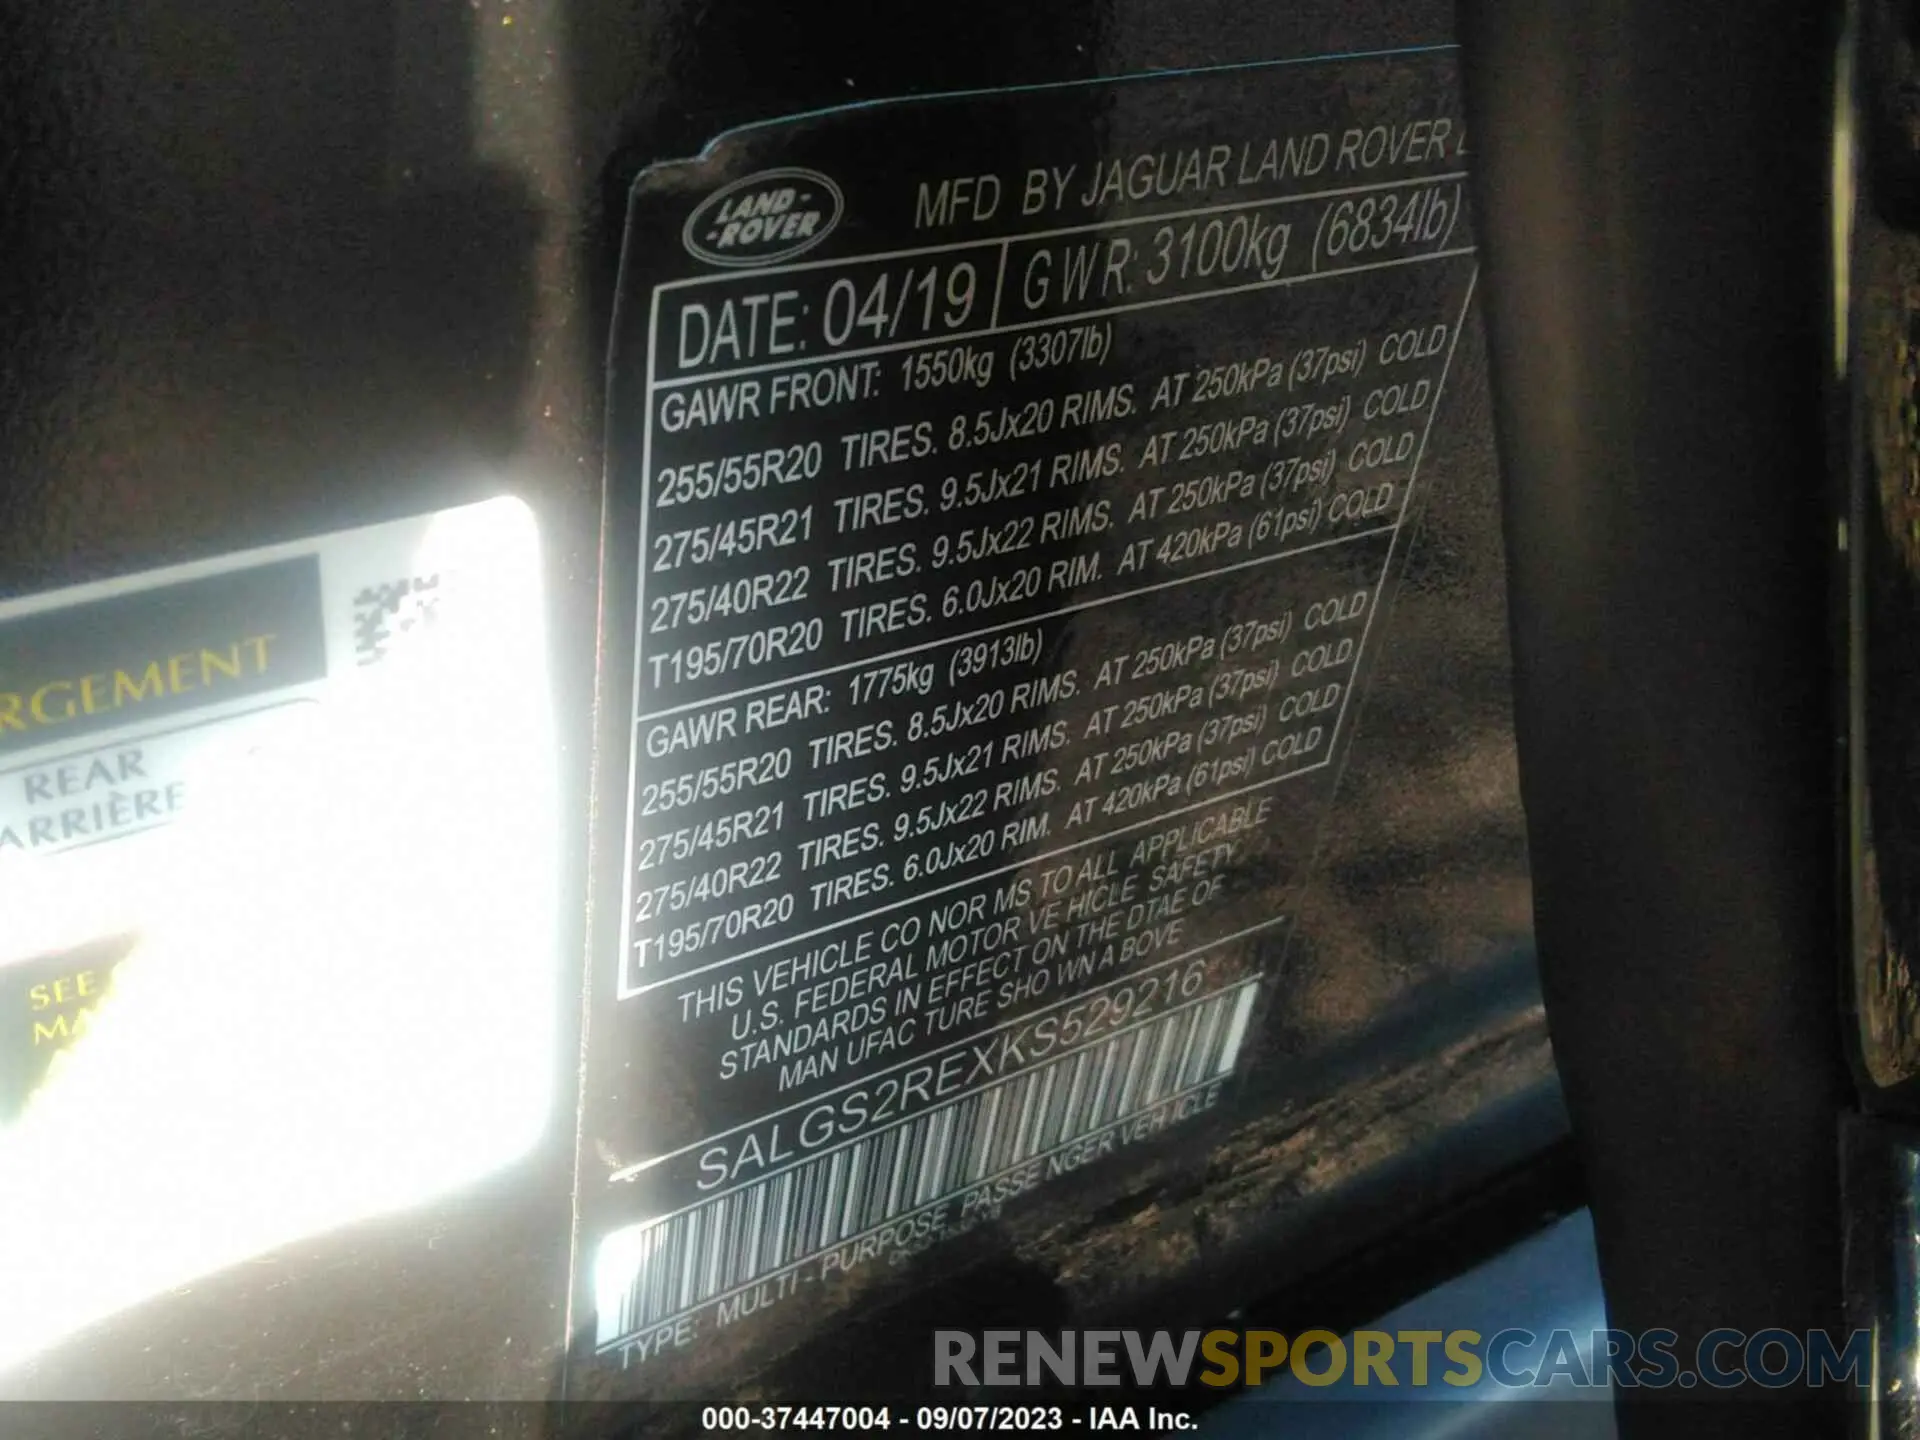 LAND-
-ROVER
MFD BY JAGUAR LAND ROVER
DATE: 04/19 GWR: 3100kg (6834lb)
GAWR FRONT: 1550kg (3307lb)
255/55R20 TIRES. 8.5Jx20 RIMS. AT 250kPa (37psi) COLD
275/45R21 TIRES. 9.5Jx21 RIMS. AT 250kPa (37psi) COLD
275/40R22 TIRES. 9.5Jx22 RIMS. AT 250kPa (37psi) COLD
T195/70R20 TIRES. 6.0Jx20 RIM. AT 420kPa (61psi) COLD
GAWR REAR: 1775kg (3913lb)
255/55R20 TIRES. 8.5Jx20 RIMS. AT 250kPa (37psi) COLD
275/45R21 TIRES. 9.5Jx21 RIMS. AT 250kPa (37psi) COLD
275/40R22 TIRES. 9.5Jx22 RIMS. AT 250kPa (37psi) COLD
T195/70R20 TIRES. 6.0Jx20 RIM. AT 420kPa (61psi) COLD
THIS VEHICLE CO NOR MS TO ALL APPLICABLE
U.S. FEDERAL MOTOR VE HICLE SAFETY
STANDARDS IN EFFECT ON THE DTAE OF
MAN UFAC TURE SHO WN A BOVE
SALGS2REXKS529216
TYPE: MULTI-PURPOSE PASSE NGER VEHICLE
RGEMENT
REAR
ARRIÈRE
SEE
MA
RENEWSPORTSCARS.COM
000-37447004 - 09/07/2023 - IAA Inc.